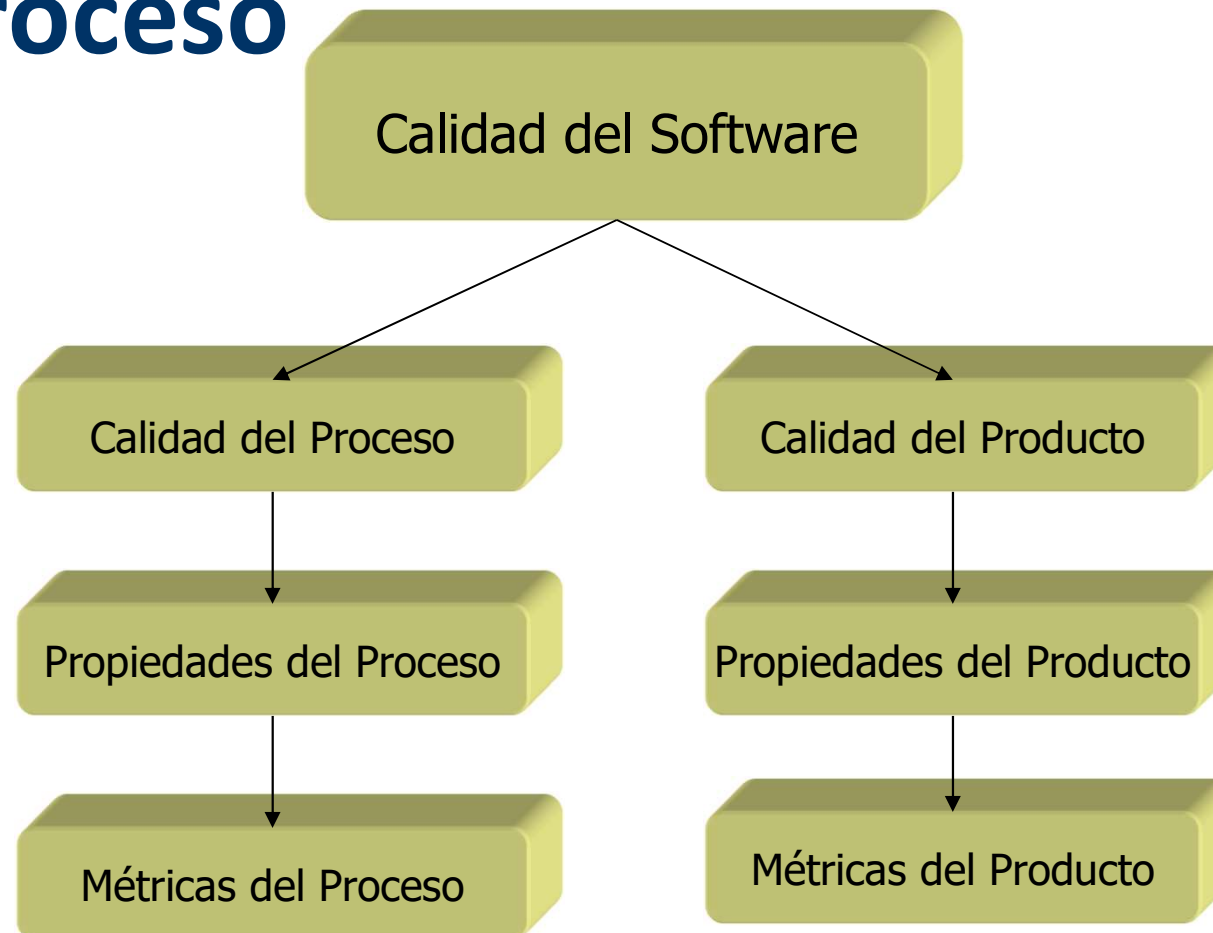 roceso
Calidad del Software
Calidad del Proceso
Calidad del Producto
Propiedades del Proceso
Propiedades del Producto
Métricas del Proceso
Métricas del Producto